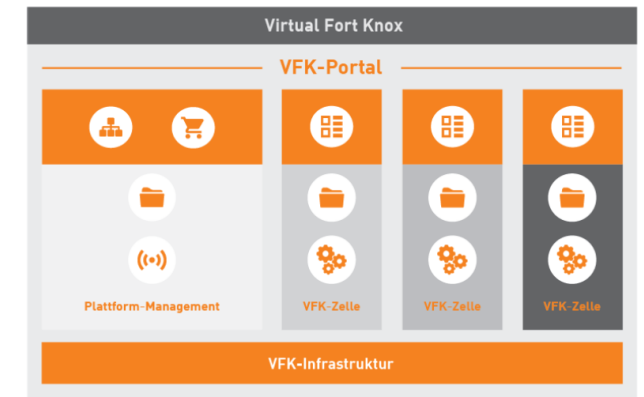 Virtual Fort Knox
VFK-Portal
Plattform-Management
VFK-Zelle
VFK-Zelle
VFK-Zelle
VFK-Infrastruktur